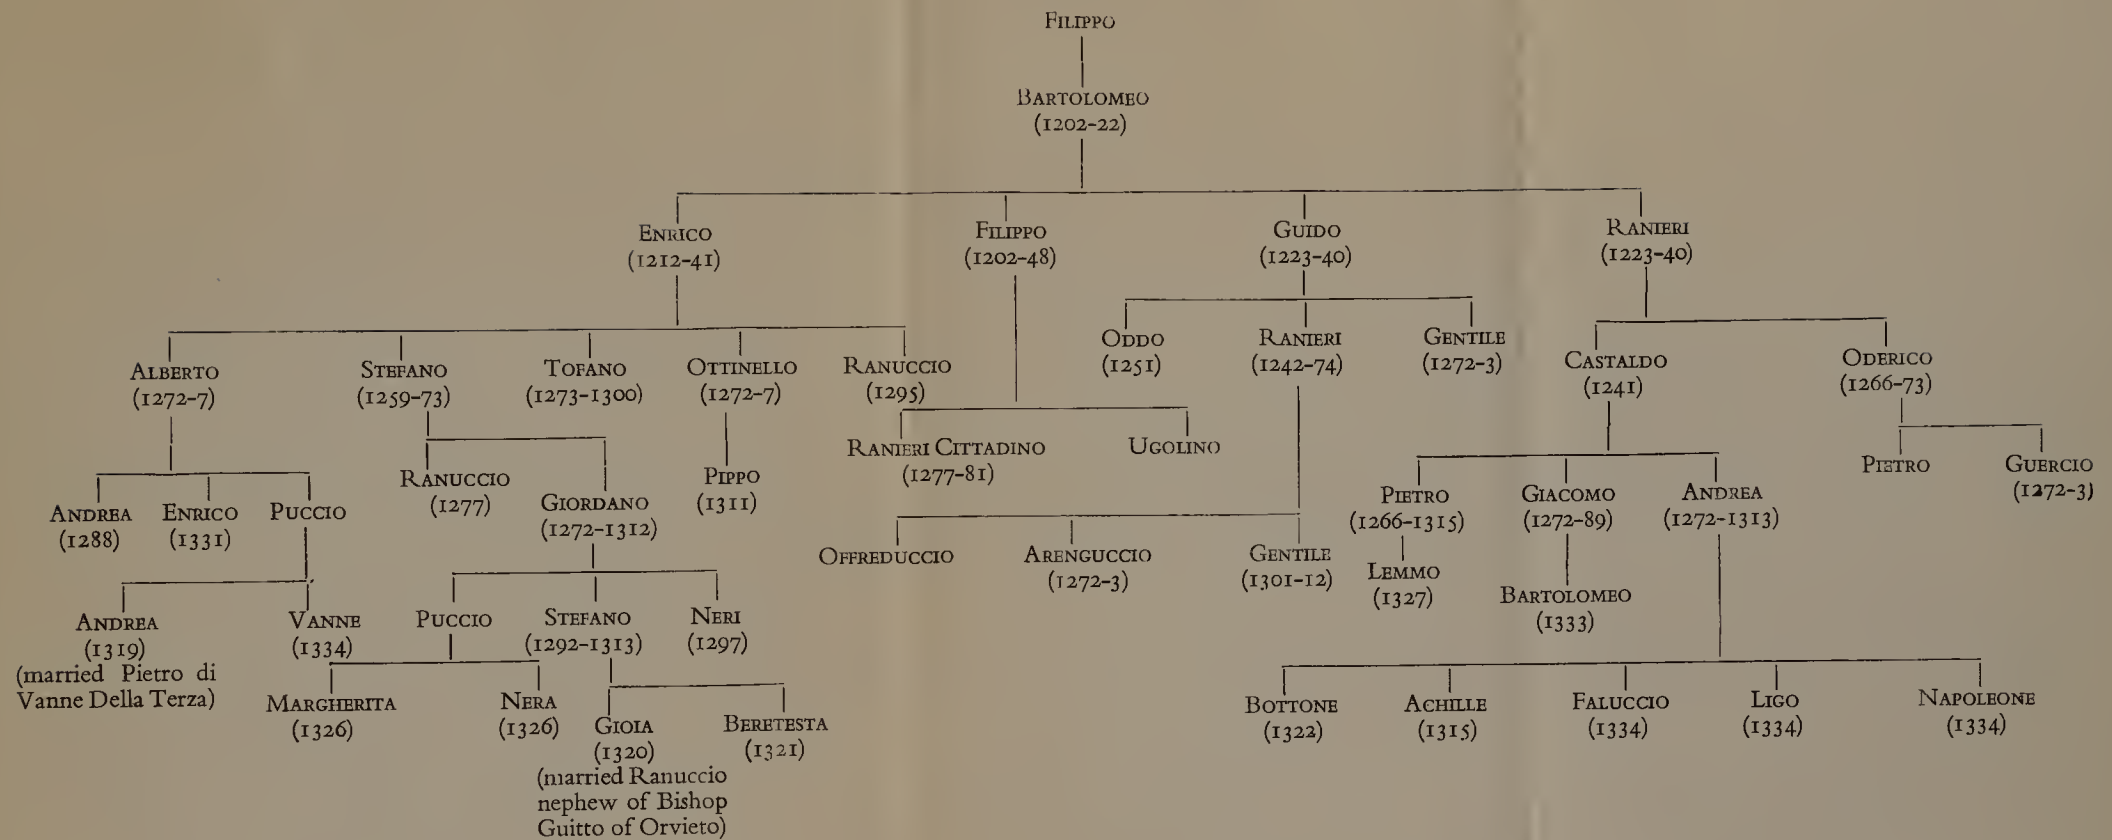 FILIPPO
BARTOLOMEO
(1202-22)
ENRICO
(1212-41)
FILIPPO
(1202-48)
GUIDO
(1223-40)
RANIERI
(1223-40)
ALBERTO
(1272-7)
STEFANO
(1259-73)
TOFANO
(1273-1300)
OTTINELLO
(1272-7)
RANUCCIO
(1295)
ODDO
(1251)
RANIERI
(1242-74)
GENTILE
(1272-3)
CASTALDO
(1241)
ODERICO
(1266-73)
RANUCCIO
(1277)
GIORDANO
(1272-1312)
PIPPO
(1311)
RANIERI CITTADINO
(1277-81)
UGOLINO
PIETRO
(1266-1315)
GIACOMO
(1272-89)
ANDREA
(1272-1313)
PIETRO
GUERCIO
(1272-3)
ANDREA
(1288)
ENRICO
(1331)
PUCCIO
OFFREDUCCIO
ARENGUCCIO
(1272-3)
GENTILE
(1301-12)
LEMMO
(1327)
BARTOLOMEO
(1333)
ANDREA
(1319)
(married Pietro di
Vanne Della Terza)
VANNE
(1334)
PUCCIO
STEFANO
(1292-1313)
NERI
(1297)
MARGHERITA
(1326)
NERA
(1326)
GIOIA
(1320)
(married Ranuccio
nephew of Bishop
Guitto of Orvieto)
BERETESTA
(1321)
BOTTONE
(1322)
ACHILLE
(1315)
FALUCCIO
(1334)
LIGO
(1334)
NAPOLEONE
(1334)